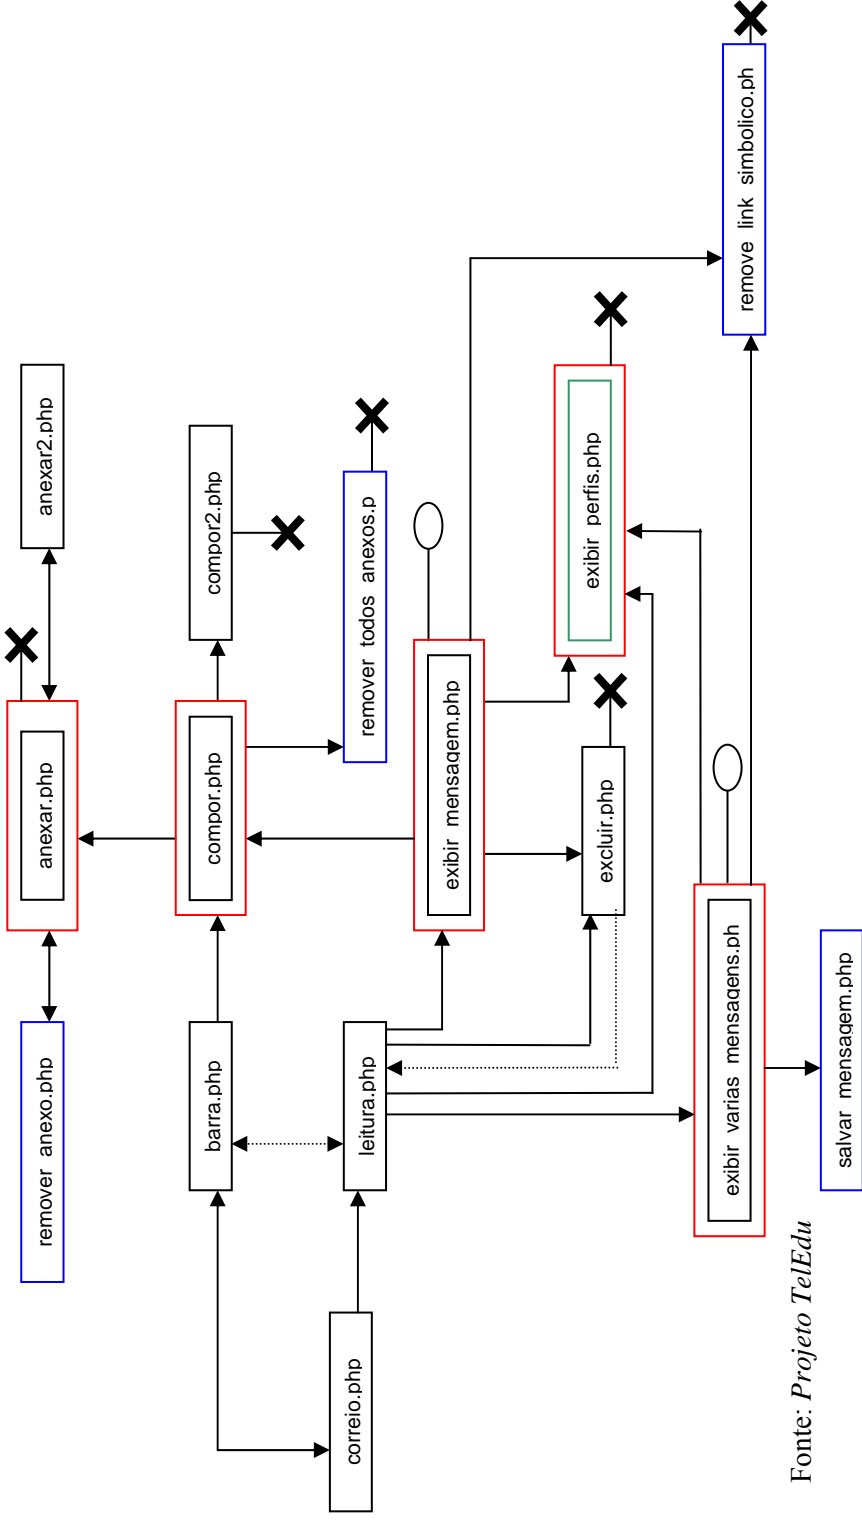 remover anexo.php
anexar.php
anexar2.php
barra.php
compor.php
compor2.php
correio.php
leitura.php
remover todos anexos.p
exibir mensagem.php
exibir perfis.php
excluir.php
exibir varias mensagens.ph
remove link simbolico.ph
salvar mensagem.php
Fonte: Projeto TelEdu